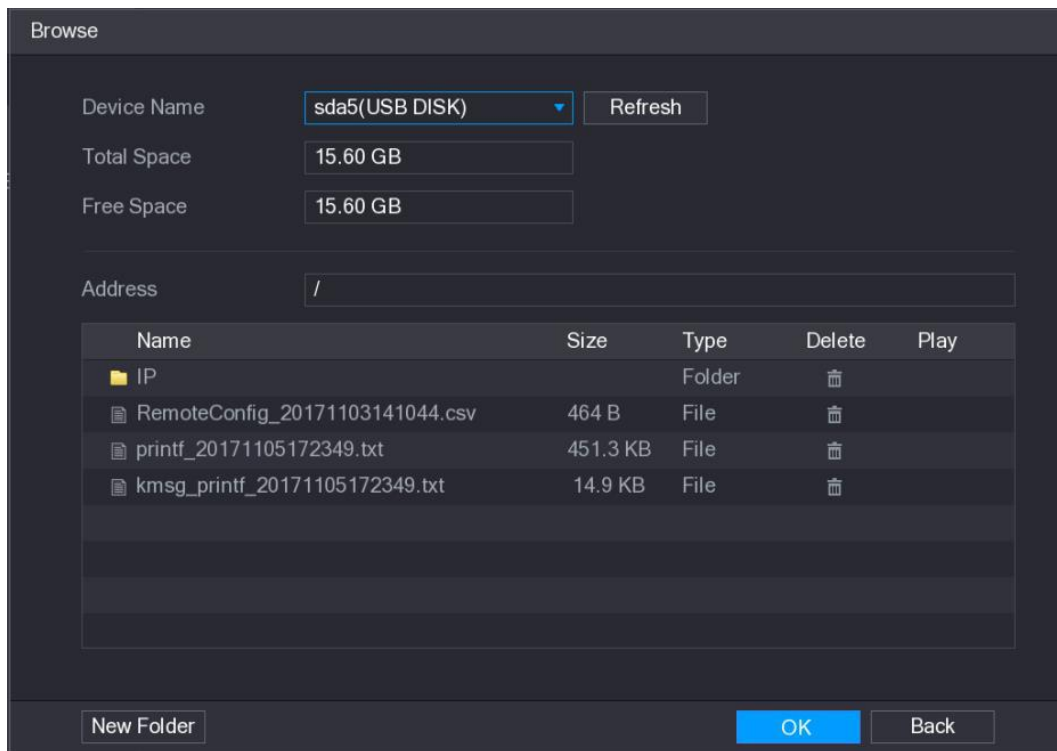 Browse
Device Name sda5(USB DISK) Refresh
Total Space 15.60 GB
Free Space 15.60 GB
Address /
Name Size Type Delete Play
IP Folder
RemoteConfig_20171103141044.csv 464 B File
printf_20171105172349.txt 451.3 KB File
kmsg_printf_20171105172349.txt 14.9 KB File
New Folder OK Back